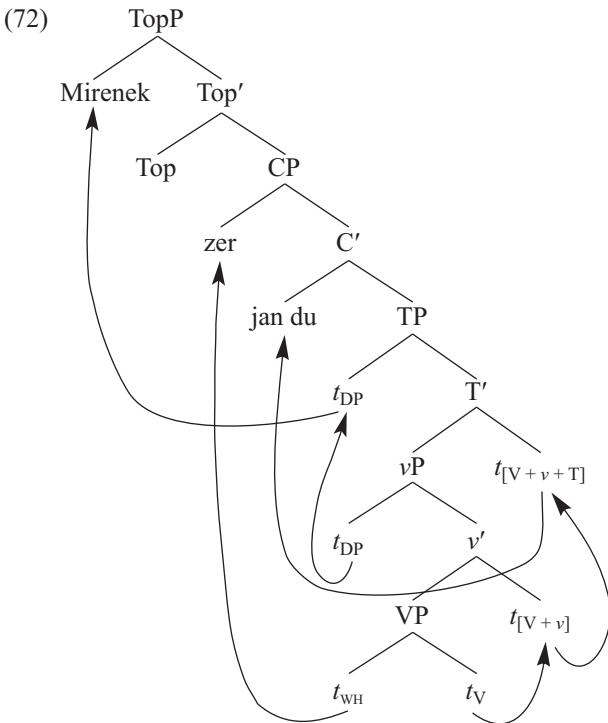 (72) TopP
Mirenek Top′
Top CP
zer C′
jan du TP
t_DP T′
vP t_[V + v + T]
t_DP v′
VP t_[V + v]
t_WH t_V